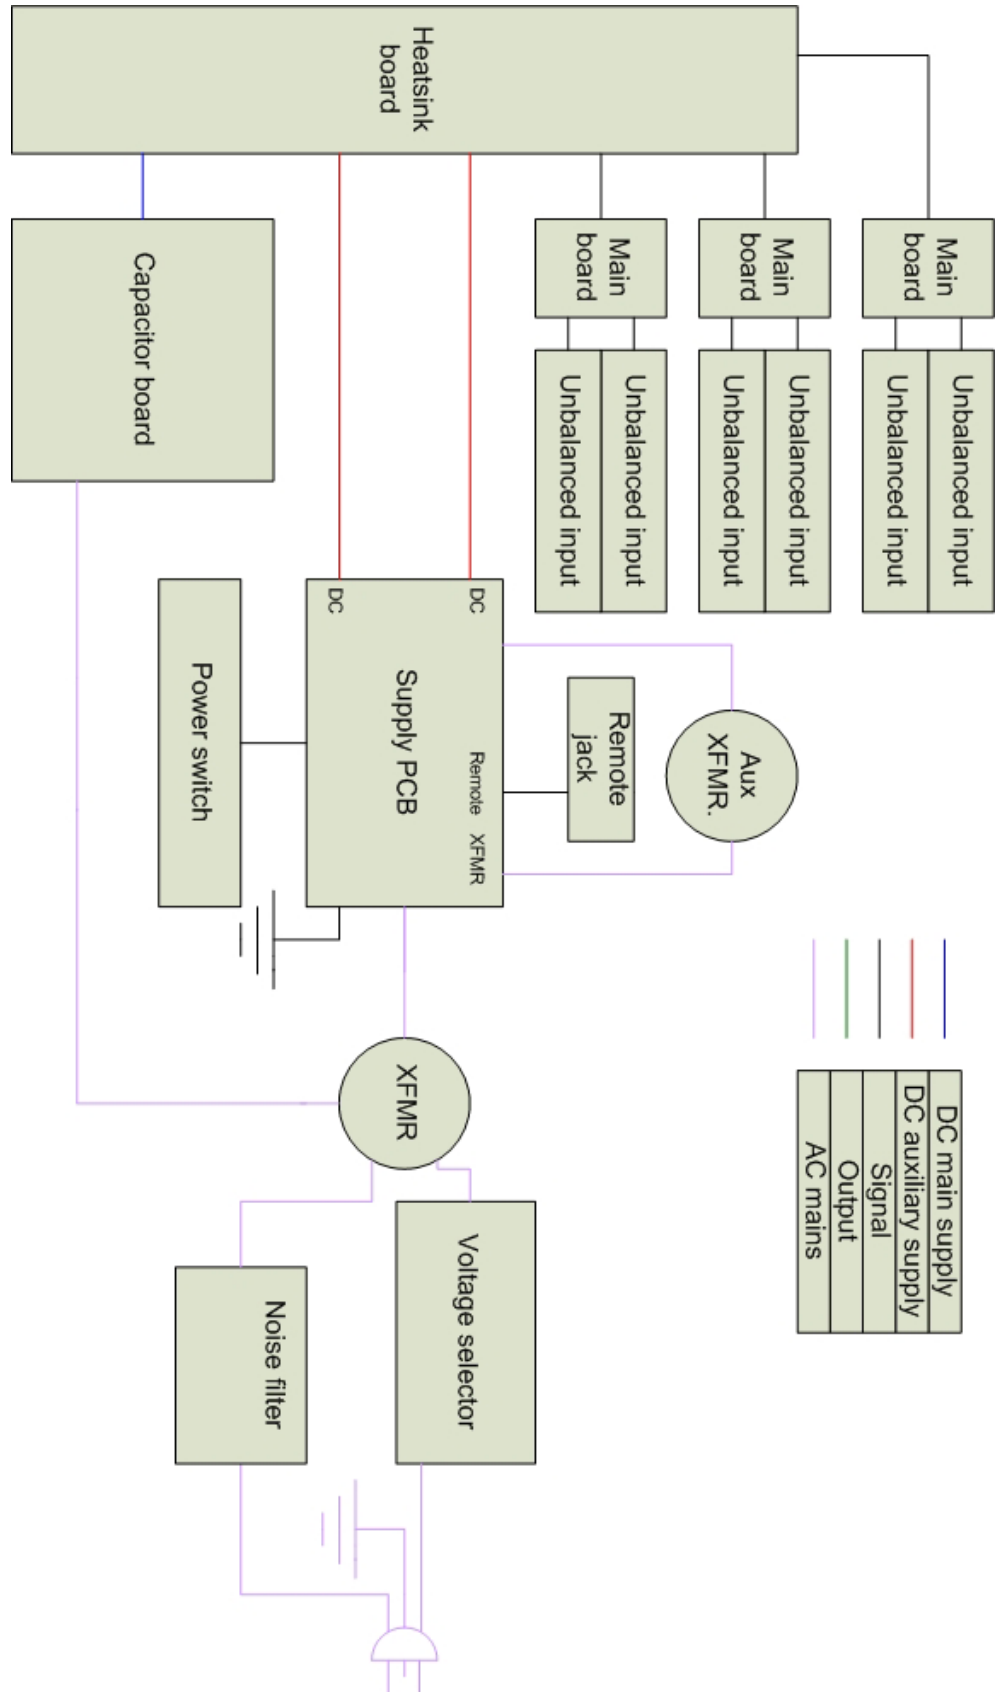 Heatsink
board
Capacitor board
Main
board
Main
board
Main
board
Unbalanced input
Unbalanced input
Unbalanced input
Unbalanced input
Unbalanced input
Unbalanced input
DC
DC
Supply PCB
Remote
XFMR
Power switch
Remote
jack
Aux
XFMR.
XFMR
Voltage selector
Noise filter
DC main supply
DC auxiliary supply
Signal
Output
AC mains